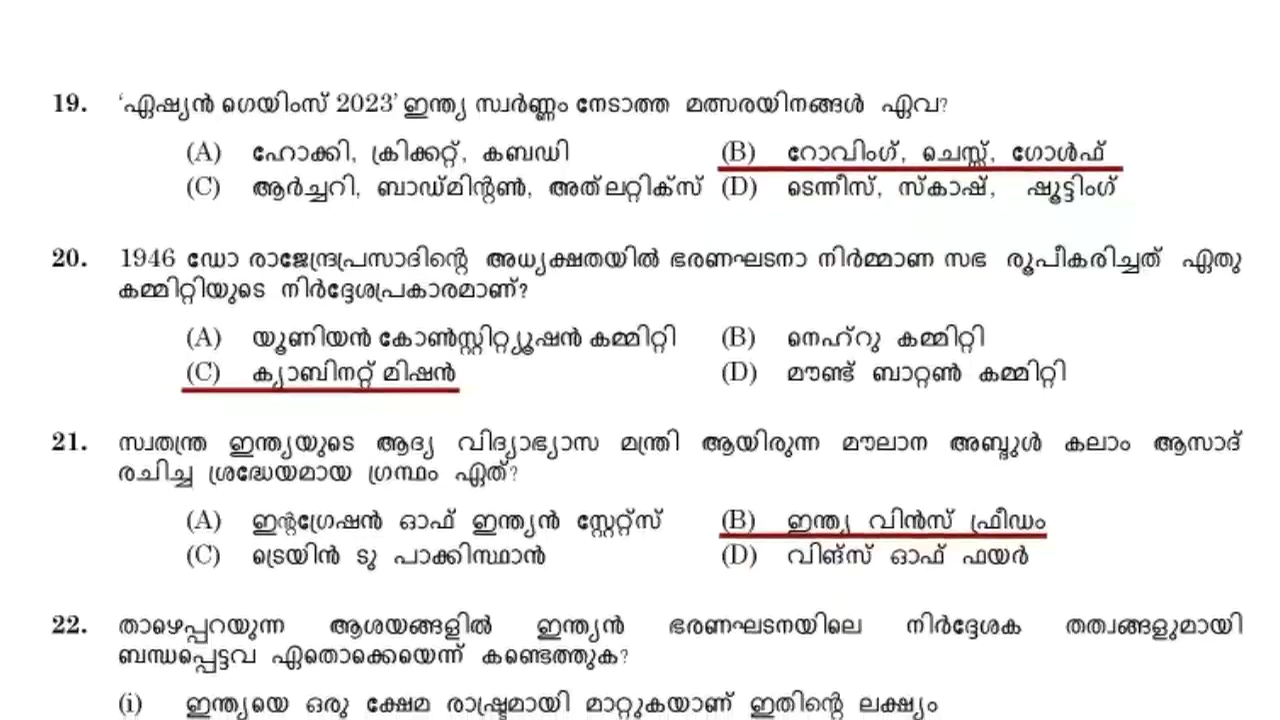 19. ‘ഏഷ്യൻ ഗെയിംസ് 2023’ ഇന്ത്യ സ്വർണ്ണം നേടാത്ത മത്സരയിനങ്ങൾ ഏവ?
(A) ഹോക്കി, ക്രിക്കറ്റ്, കബഡി (B) റോവിംഗ്, ചെസ്സ്, ഗോൾഫ്
(C) ആർച്ചറി, ബാഡ്മിന്റൺ, അത്‌ലറ്റിക്സ് (D) ടെന്നീസ്, സ്കാഷ്, ഷൂട്ടിംഗ്
20. 1946 ഡോ രാജേന്ദ്രപ്രസാദിന്റെ അധ്യക്ഷതയിൽ ഭരണഘടനാ നിർമ്മാണ സഭ രൂപീകരിച്ചത് ഏതു
കമ്മിറ്റിയുടെ നിർദ്ദേശപ്രകാരമാണ്?
(A) യൂണിയൻ കോൺസ്റ്റിറ്റ്യൂഷൻ കമ്മിറ്റി (B) നെഹ്റു കമ്മിറ്റി
(C) ക്യാബിനറ്റ് മിഷൻ (D) മൗണ്ട് ബാറ്റൺ കമ്മിറ്റി
21. സ്വതന്ത്ര ഇന്ത്യയുടെ ആദ്യ വിദ്യാഭ്യാസ മന്ത്രി ആയിരുന്ന മൗലാന അബ്ദുൾ കലാം ആസാദ്
രചിച്ച ശ്രദ്ധേയമായ ഗ്രന്ഥം ഏത്?
(A) ഇന്റഗ്രേഷൻ ഓഫ് ഇന്ത്യൻ സ്റ്റേറ്റ്സ് (B) ഇന്ത്യ വിൻസ് ഫ്രീഡം
(C) ട്രെയിൻ ടു പാക്കിസ്ഥാൻ (D) വിങ്സ് ഓഫ് ഫയർ
22. താഴെപ്പറയുന്ന ആശയങ്ങളിൽ ഇന്ത്യൻ ഭരണഘടനയിലെ നിർദ്ദേശക തത്വങ്ങളുമായി
ബന്ധപ്പെട്ടവ ഏതൊക്കെയെന്ന് കണ്ടെത്തുക?
(i) ഇന്ത്യയെ ഒരു ക്ഷേമ രാഷ്ട്രമായി മാറ്റുകയാണ് ഇതിന്റെ ലക്ഷ്യം